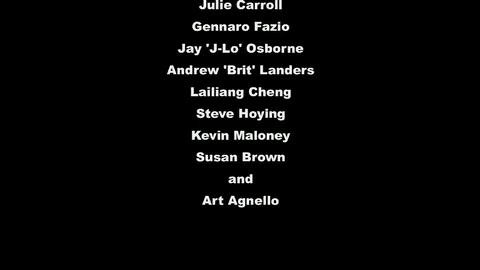 Julie Carroll
Gennaro Fazio
Jay 'J-Lo' Osborne
Andrew 'Brit' Landers
Lailiang Cheng
Steve Hoying
Kevin Maloney
Susan Brown
and
Art Agnello